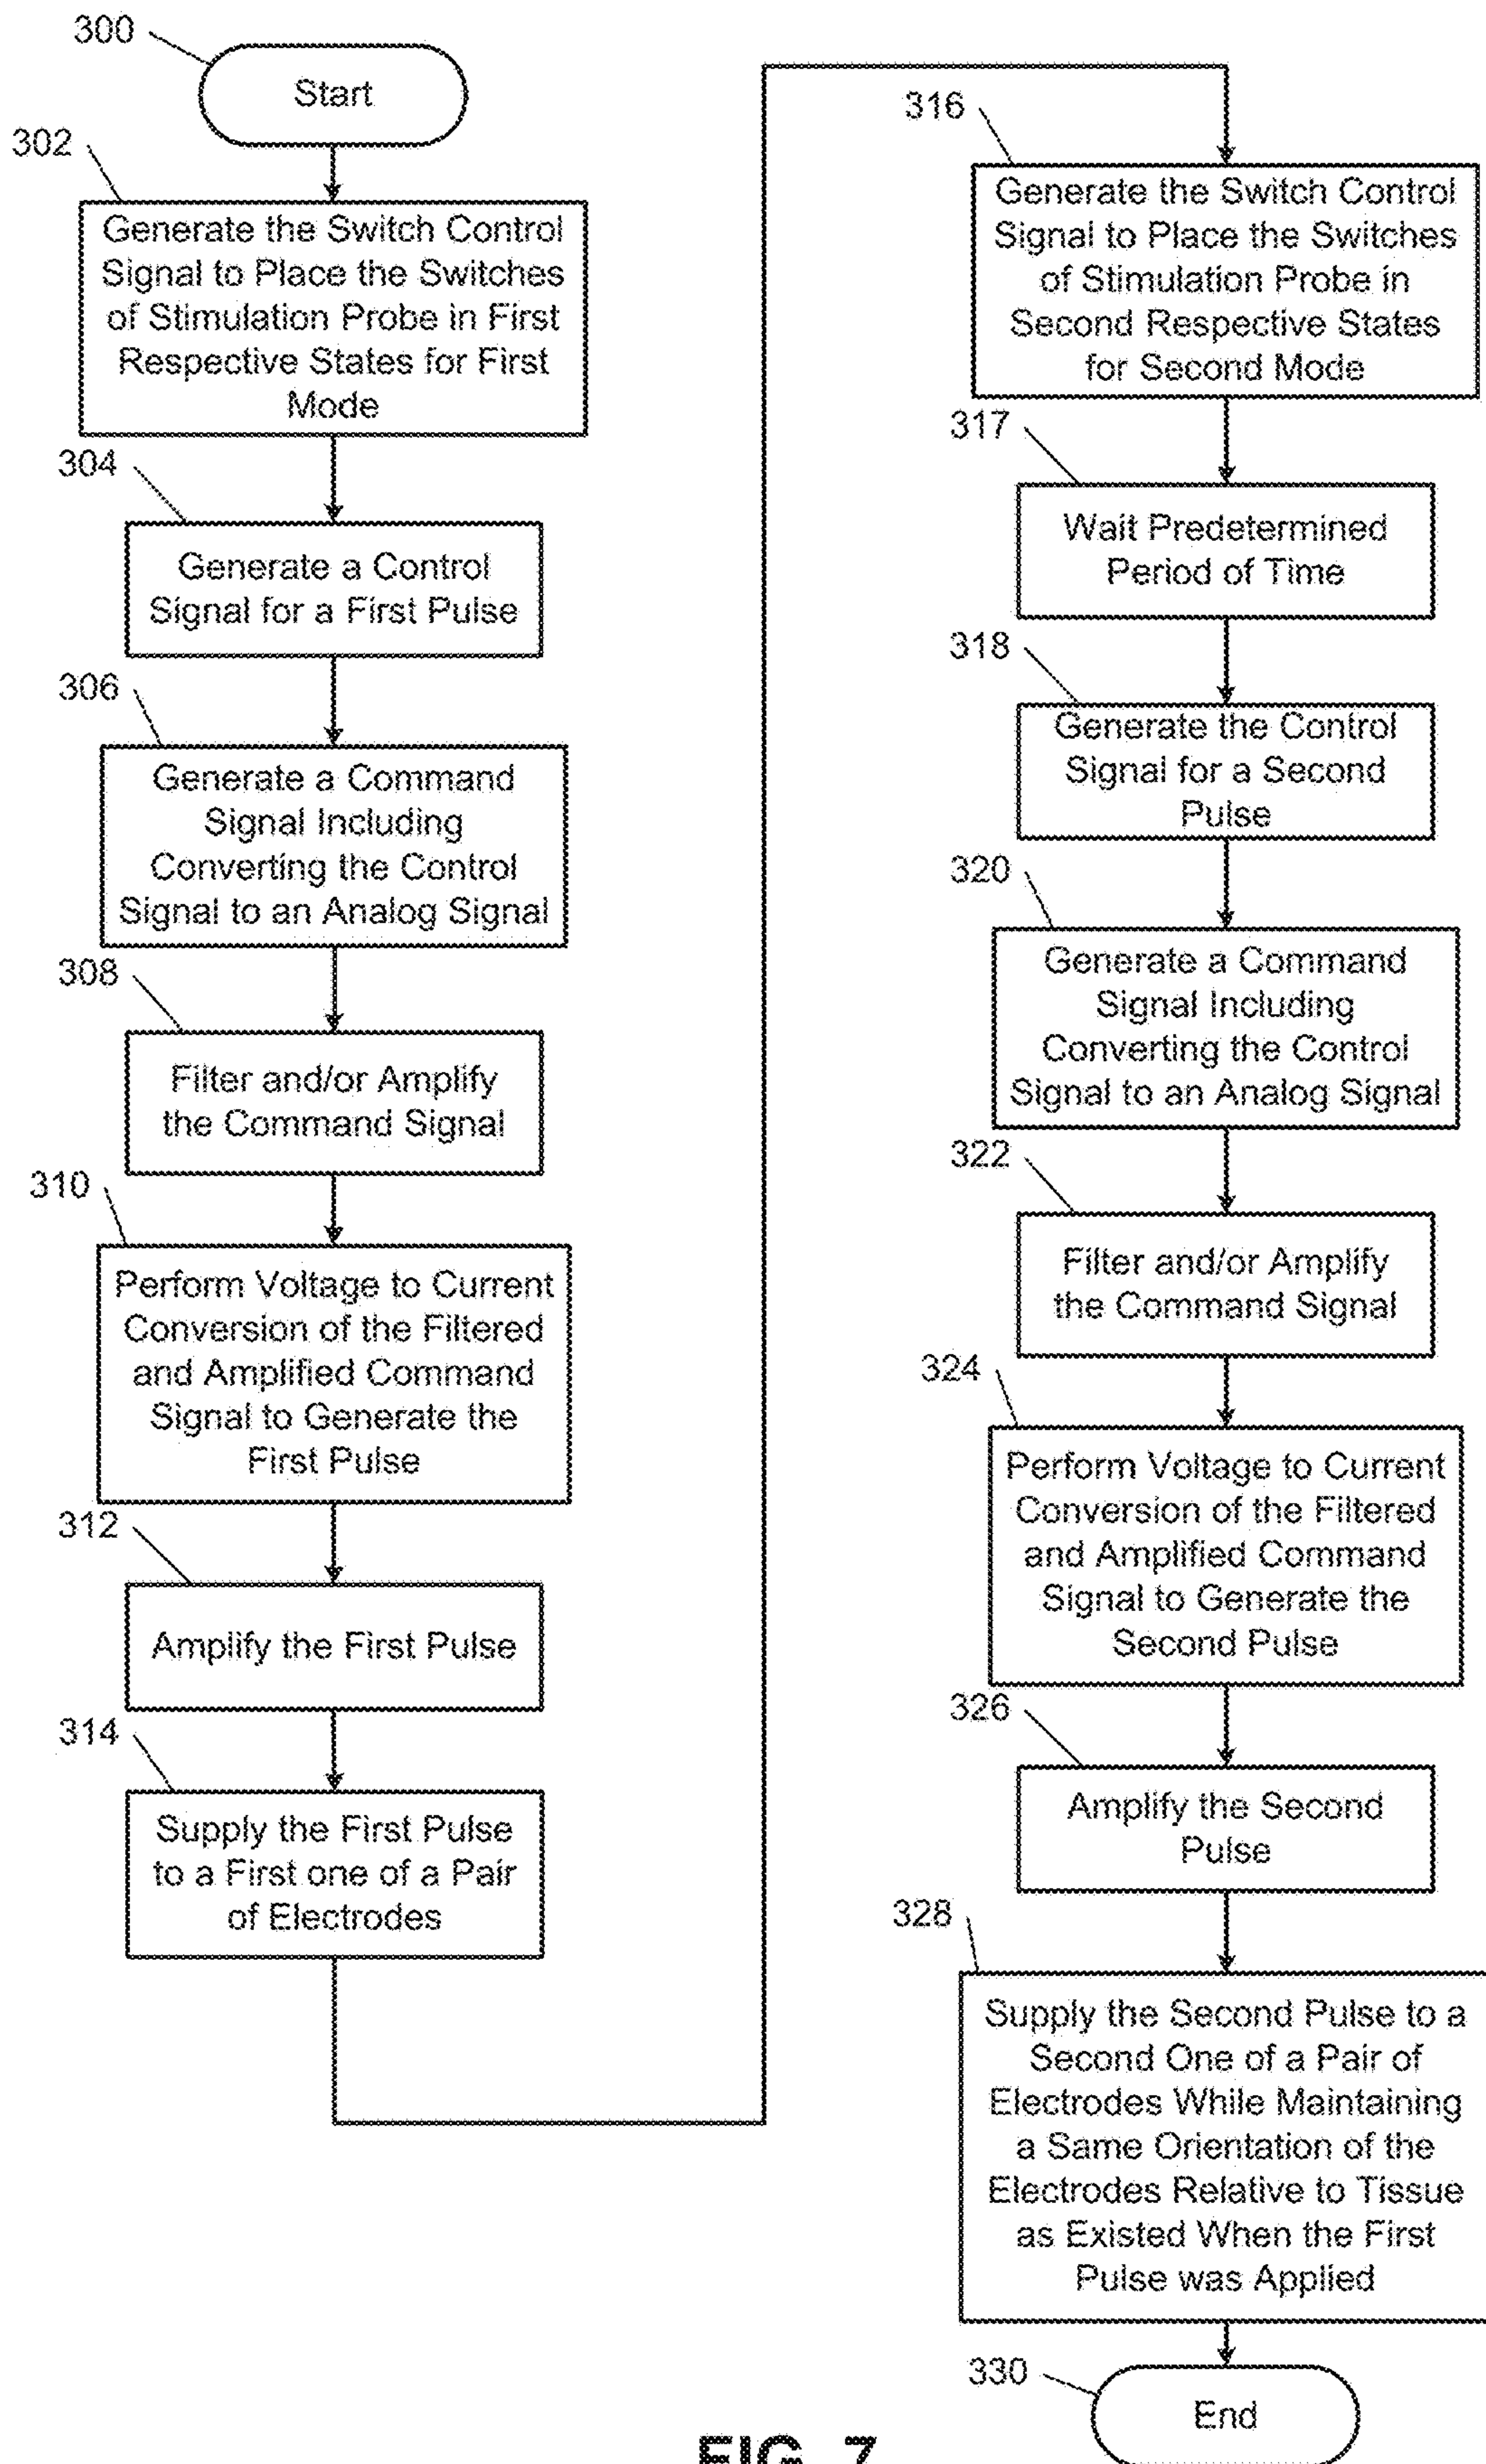 300
Start
302
Generate the Switch Control
Signal to Place the Switches
of Stimulation Probe in First
Respective States for First
Mode
304
Generate a Control
Signal for a First Pulse
306
Generate a Command
Signal Including
Converting the Control
Signal to an Analog Signal
308
Filter and/or Amplify
the Command Signal
310
Perform Voltage to Current
Conversion of the Filtered
and Amplified Command
Signal to Generate the
First Pulse
312
Amplify the First Pulse
314
Supply the First Pulse
to a First one of a Pair
of Electrodes
316
Generate the Switch Control
Signal to Place the Switches
of Stimulation Probe in
Second Respective States
for Second Mode
317
Wait Predetermined
Period of Time
318
Generate the Control
Signal for a Second
Pulse
320
Generate a Command
Signal Including
Converting the Control
Signal to an Analog Signal
322
Filter and/or Amplify
the Command Signal
324
Perform Voltage to Current
Conversion of the Filtered
and Amplified Command
Signal to Generate the
Second Pulse
326
Amplify the Second
Pulse
328
Supply the Second Pulse to a
Second One of a Pair of
Electrodes While Maintaining
a Same Orientation of the
Electrodes Relative to Tissue
as Existed When the First
Pulse was Applied
330
End
FIG. 7